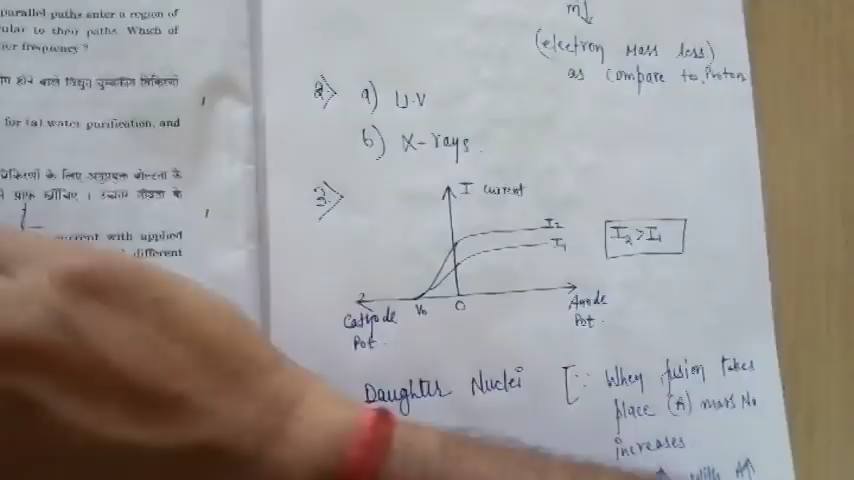 parallel paths enter a region of
ular to their paths. Which of
er frequency ?
for (a) water purification, and
current with applied
different
m↓
(electron mass less)
as compare to Proton
2> a) U.V
b) X-rays.
3.>
I current
I₂
I₁
I₂>I₁
Cathode
Pot.
V₀
O
Anode
Pot.
Daughter Nuclei [∵ When fusion takes
place (A) mass No
increases
with A↑